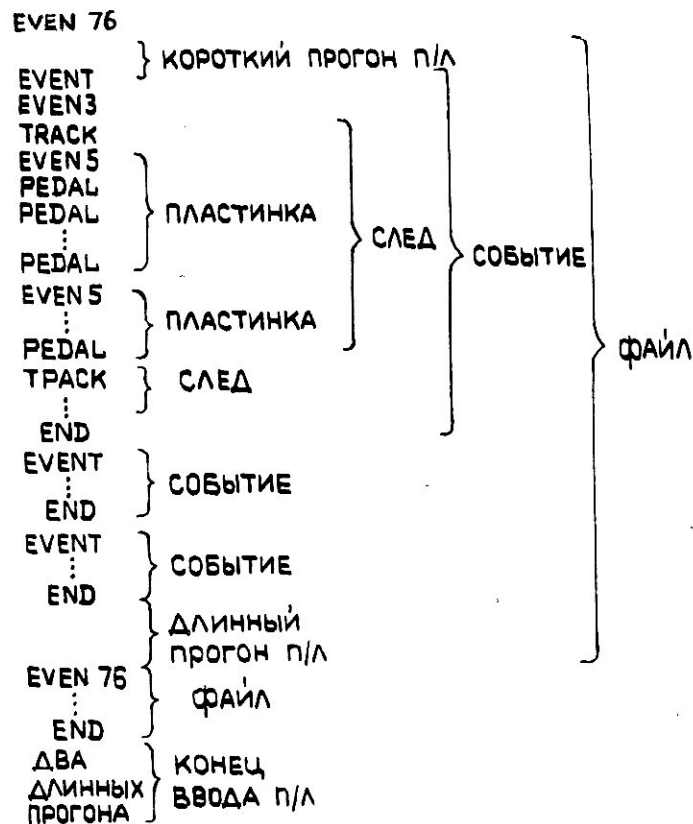 EVEN 76
КОРОТКИЙ ПРОГОН П/Л
EVENT
EVEN3
TRACK
EVEN5
PEDAL
PEDAL
ПЛАСТИНКА
PEDAL
СЛЕД
СОБЫТИЕ
EVEN5
ПЛАСТИНКА
PEDAL
ФАЙЛ
TPACK
СЛЕД
END
EVENT
СОБЫТИЕ
END
EVENT
СОБЫТИЕ
END
ДЛИННЫЙ
ПРОГОН П/Л
EVEN 76
ФАЙЛ
END
ДВА
ДЛИННЫХ
ПРОГОНА
КОНЕЦ
ВВОДА П/Л